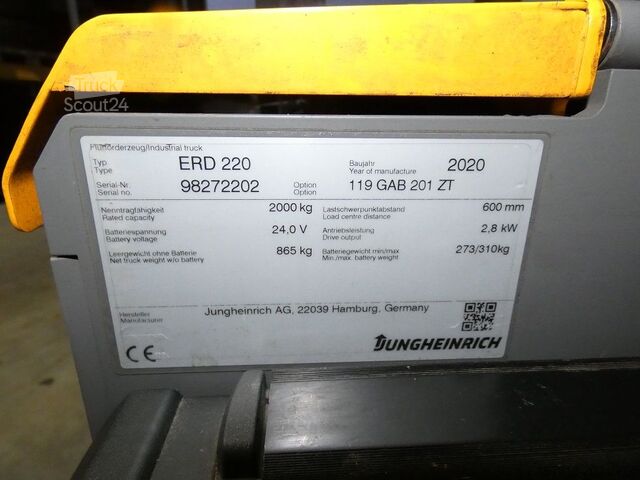 Truck
Scout24
Flurförderzeug/Industrial truck
Typ
Type
ERD 220
Baujahr
Year of manufacture
2020
Serial-Nr.
Serial no.
98272202
Option
Option
119 GAB 201 ZT
Nenntragfähigkeit
Rated capacity
2000 kg
Lastschwerpunktabstand
Load centre distance
600 mm
Batteriespannung
Battery voltage
24,0 V
Antriebsleistung
Drive output
2,8 kW
Leergewicht ohne Batterie
Net truck weight w/o battery
865 kg
Batteriegewicht min/max
Min./max. battery weight
273/310kg
Hersteller
Manufacturer
Jungheinrich AG, 22039 Hamburg, Germany
CE
JUNGHEINRICH